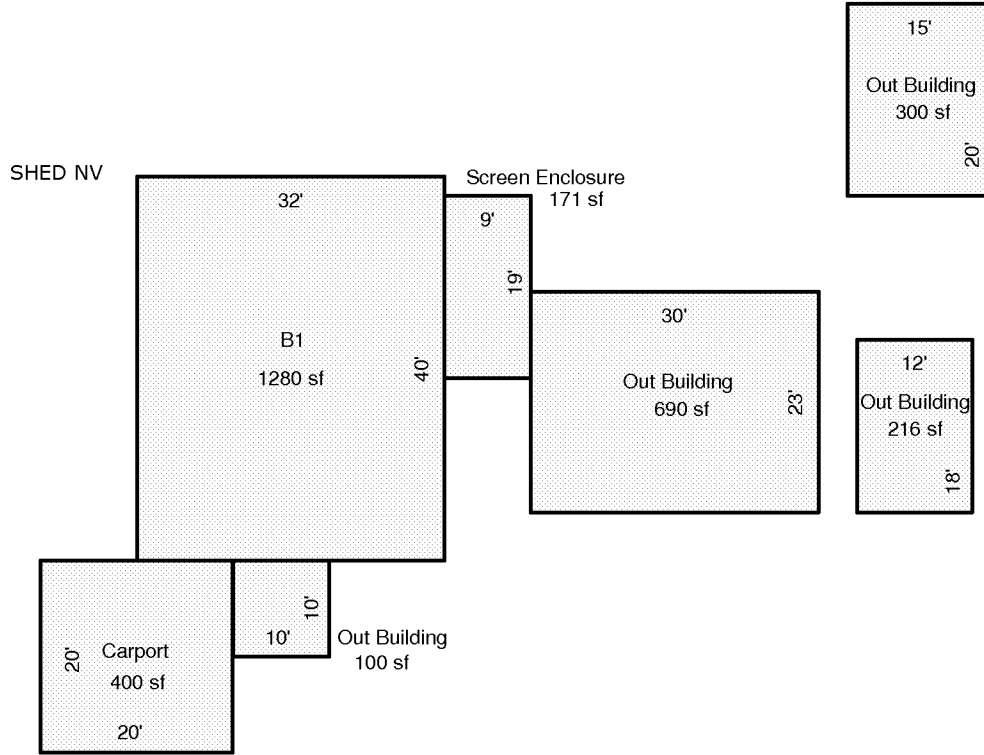 15'
Out Building
300 sf
20'
SHED NV
Screen Enclosure
171 sf
32'
9'
19'
B1
1280 sf
40'
30'
Out Building
690 sf
23'
12'
Out Building
216 sf
18'
10'
10'
Out Building
100 sf
Carport
400 sf
20'
20'